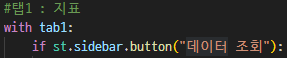 #탭1 : 지표
with tab1:
    if st.sidebar.button("데이터 조회"):